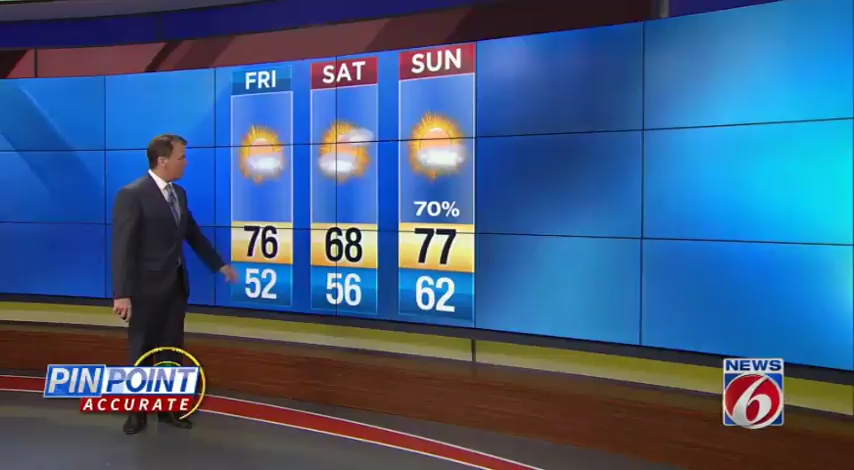 FRI
SAT
SUN
70%
76
68
77
52
56
62
PINPOINT
ACCURATE
NEWS
6